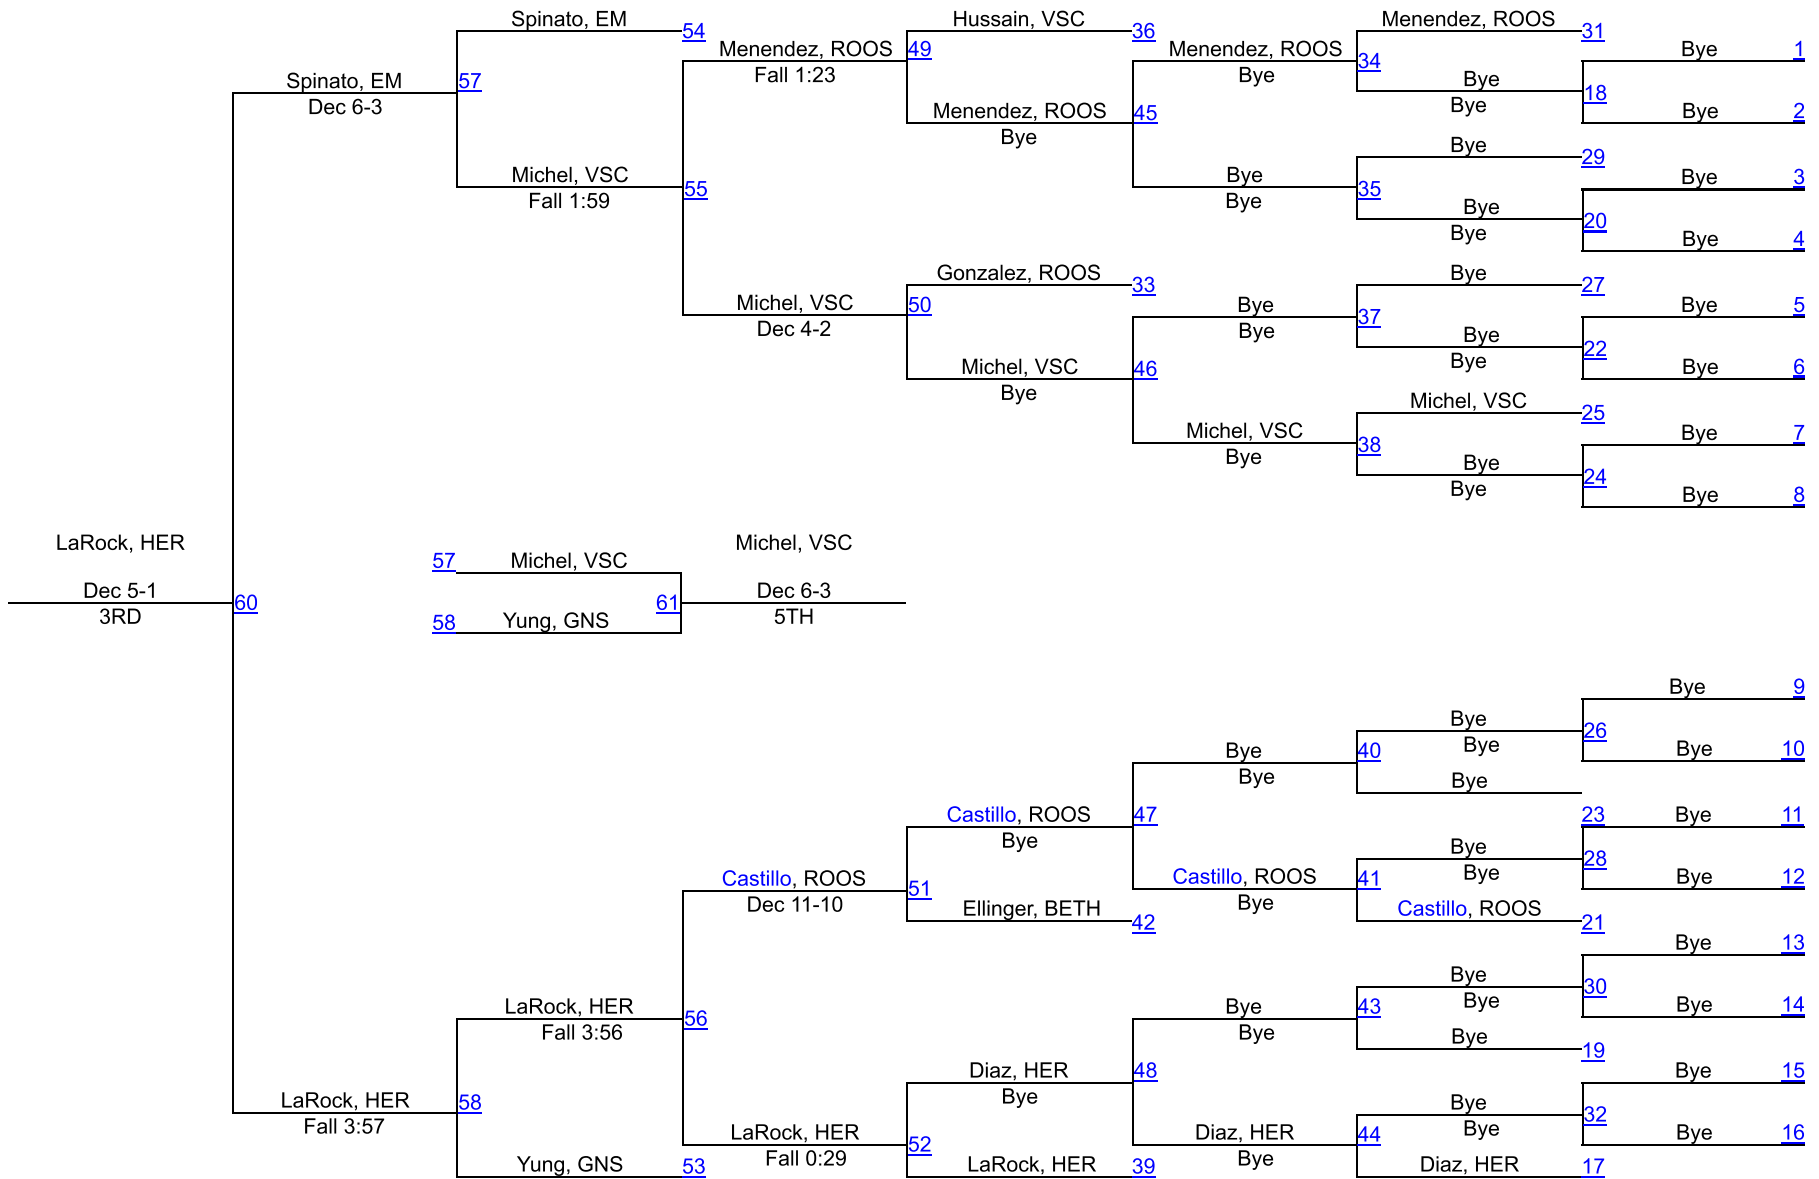 Spinato, EM
54
Hussain, VSC
36
Menendez, ROOS
31
Menendez, ROOS
49
Menendez, ROOS
Bye
1
Fall 1:23
Bye
34
Spinato, EM
57
Bye
18
Dec 6-3
Bye
Menendez, ROOS
45
Bye
2
Bye
Bye
29
Michel, VSC
55
Bye
35
Bye
3
Fall 1:59
Bye
Bye
20
Bye
Bye
4
Gonzalez, ROOS
33
Bye
27
Michel, VSC
50
Bye
37
Bye
5
Dec 4-2
Bye
Bye
22
Bye
Michel, VSC
46
Bye
6
Bye
Michel, VSC
25
Michel, VSC
38
Bye
7
Bye
Bye
24
Bye
Bye
8
LaRock, HER
Michel, VSC
57
Michel, VSC
Dec 5-1
60
61
Dec 6-3
3RD
58
Yung, GNS
5TH
Bye
9
Bye
26
Bye
40
Bye
Bye
10
Bye
Bye
Castillo, ROOS
47
23
Bye
11
Bye
Bye
28
Castillo, ROOS
51
Castillo, ROOS
41
Bye
Bye
12
Dec 11-10
Bye
Ellinger, BETH
42
Castillo, ROOS
21
Bye
13
Bye
30
LaRock, HER
56
Bye
43
Bye
Bye
14
Fall 3:56
Bye
Bye
19
Diaz, HER
48
Bye
15
Bye
LaRock, HER
58
Bye
32
Fall 3:57
Bye
LaRock, HER
52
Diaz, HER
44
Bye
16
Fall 0:29
Bye
Yung, GNS
53
LaRock, HER
39
Diaz, HER
17